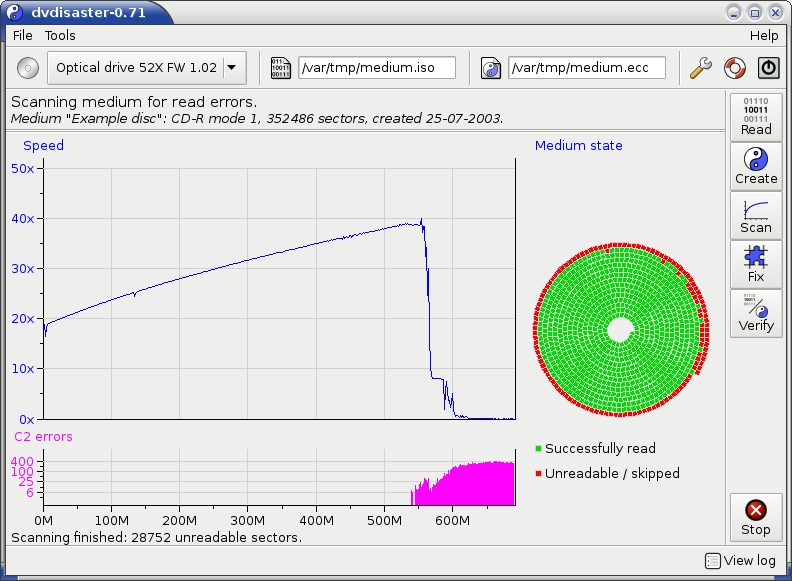 dvdisaster-0.71
File Tools Help
Optical drive 52X FW 1.02
/var/tmp/medium.iso
/var/tmp/medium.ecc
Scanning medium for read errors.
Medium "Example disc": CD-R mode 1, 352486 sectors, created 25-07-2003.
Speed
50x
40x
30x
20x
10x
0x
C2 errors
400
100
25
6
0M 100M 200M 300M 400M 500M 600M
Scanning finished: 28752 unreadable sectors.
Medium state
Successfully read
Unreadable / skipped
01110
10011
00111
Read
Create
Scan
Fix
Verify
Stop
View log